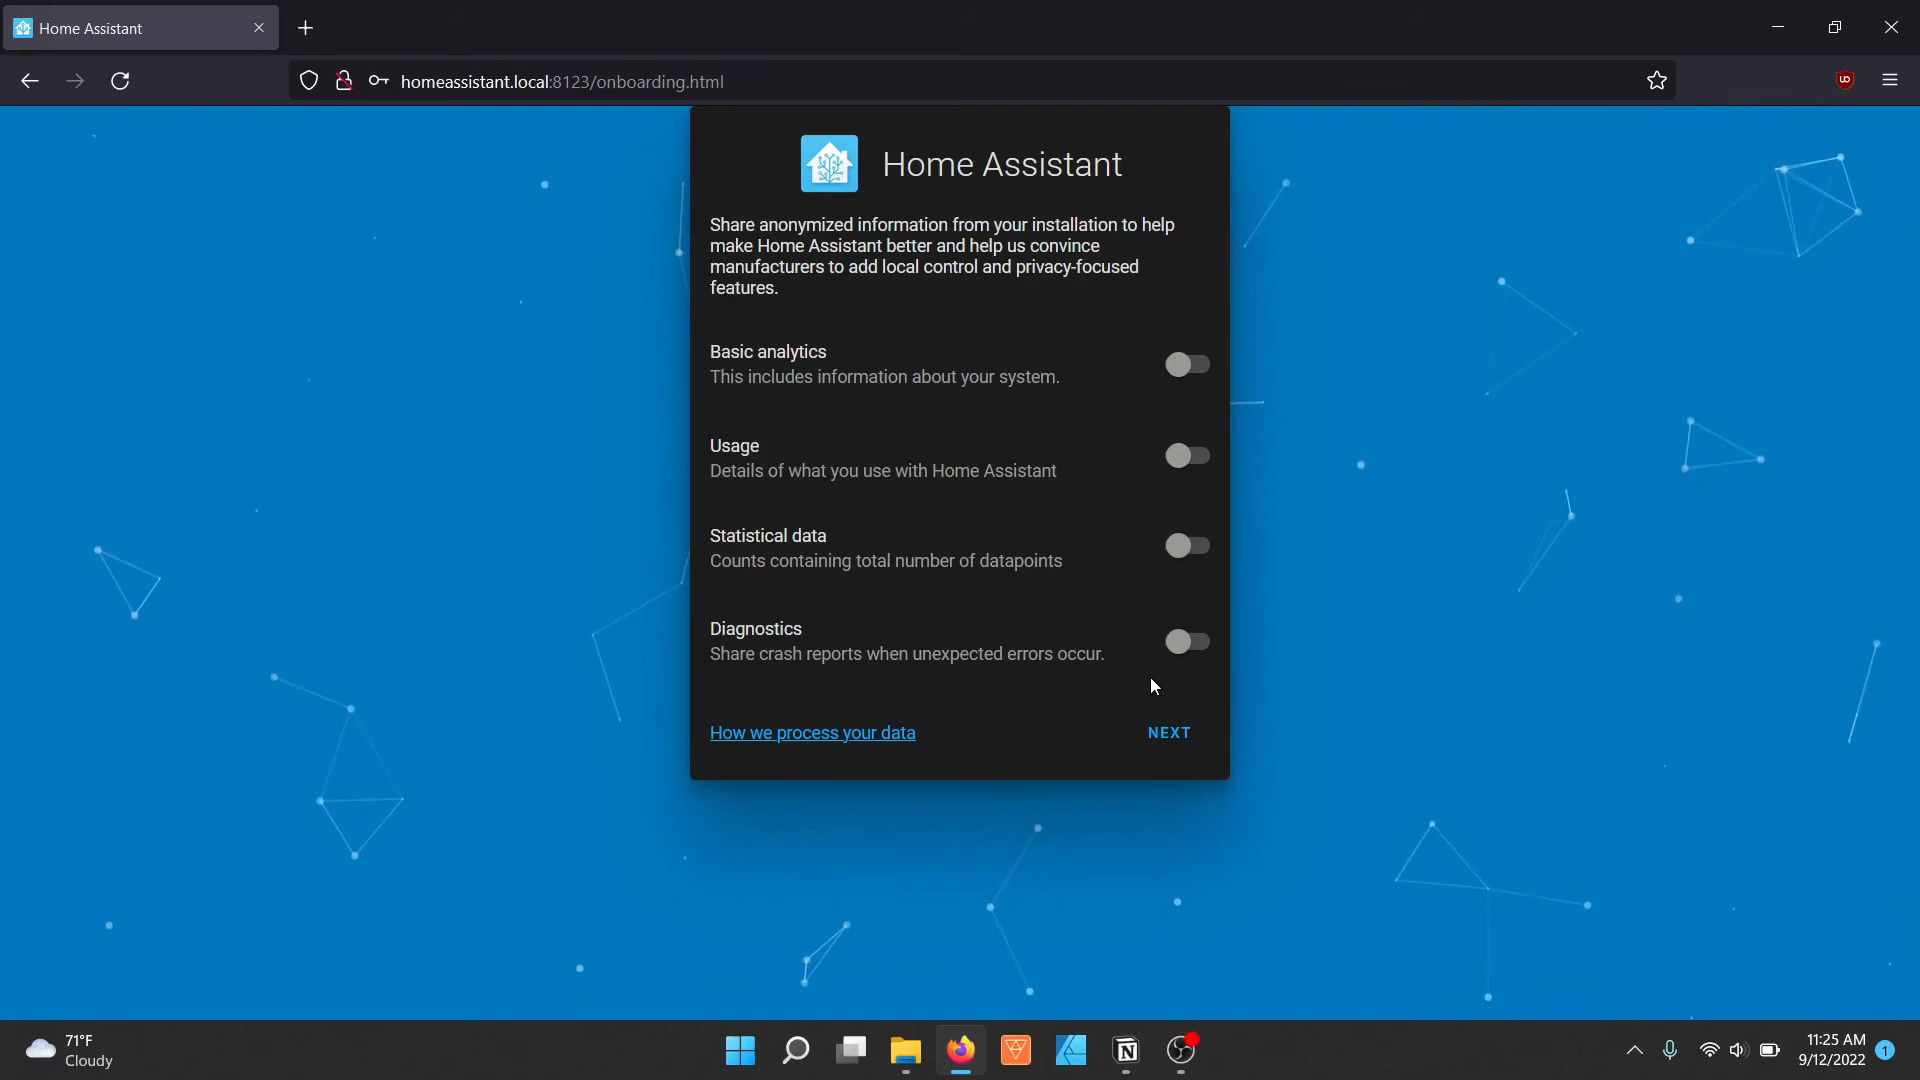 Home Assistant
homeassistant.local:8123/onboarding.html
Home Assistant
Share anonymized information from your installation to help
make Home Assistant better and help us convince
manufacturers to add local control and privacy-focused
features.
Basic analytics
This includes information about your system.
Usage
Details of what you use with Home Assistant
Statistical data
Counts containing total number of datapoints
Diagnostics
Share crash reports when unexpected errors occur.
How we process your data
NEXT
71°F
Cloudy
11:25 AM
9/12/2022
1